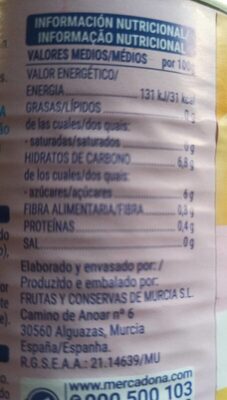 INFORMACIÓN NUTRICIONAL/
INFORMAÇÃO NUTRICIONAL
VALORES MEDIOS/MÉDIOS por 100
VALOR ENERGÉTICO/
ENERGIA 131 kJ/31
GRASAS/LÍPIDOS 0 g
de las cuales/dos quais:
- saturadas/saturados 0 g
HIDRATOS DE CARBONO 6,8 g
de los cuales/dos quais:
- azúcares/açúcares 6 g
FIBRA ALIMENTARIA/FIBRA
PROTEÍNAS 0,4 g
SAL 0 g
Elaborado y envasado por: /
Produzido e embalado por:
FRUTAS Y CONSERVAS DE MURCIA S.L.
Camino de Anoar nº 6
30560 Alguazas, Murcia
España/Espanha.
R.G.S.E.A.A.: 21.14639/MU
www.mercadona.com
500 103